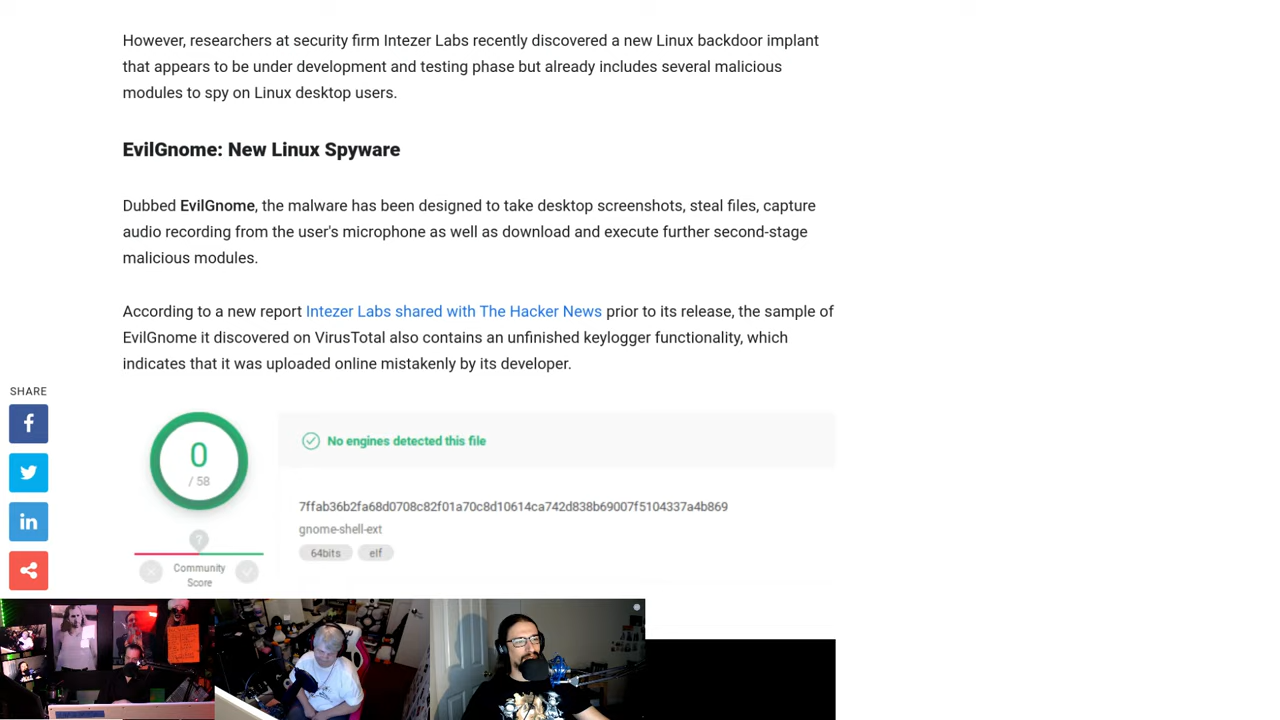 However, researchers at security firm Intezer Labs recently discovered a new Linux backdoor implant
that appears to be under development and testing phase but already includes several malicious
modules to spy on Linux desktop users.
EvilGnome: New Linux Spyware
Dubbed EvilGnome, the malware has been designed to take desktop screenshots, steal files, capture
audio recording from the user's microphone as well as download and execute further second-stage
malicious modules.
According to a new report Intezer Labs shared with The Hacker News prior to its release, the sample of
EvilGnome it discovered on VirusTotal also contains an unfinished keylogger functionality, which
indicates that it was uploaded online mistakenly by its developer.
SHARE
0
/ 58
No engines detected this file
7ffab36b2fa68d0708c82f01a70c8d10614ca742d838b69007f5104337a4b869
gnome-shell-ext
64bits elf
?
Community
Score